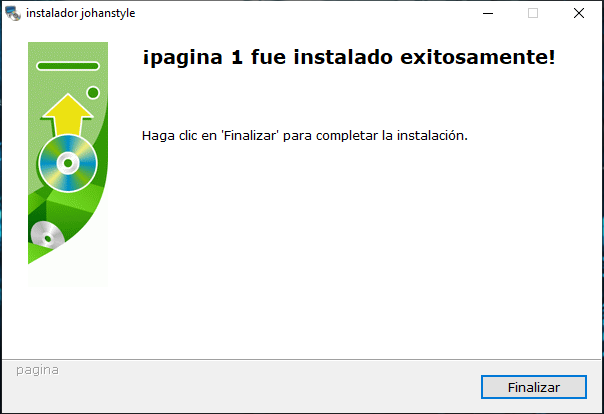 instalador johanstyle
¡pagina 1 fue instalado exitosamente!
Haga clic en 'Finalizar' para completar la instalación.
pagina
Finalizar